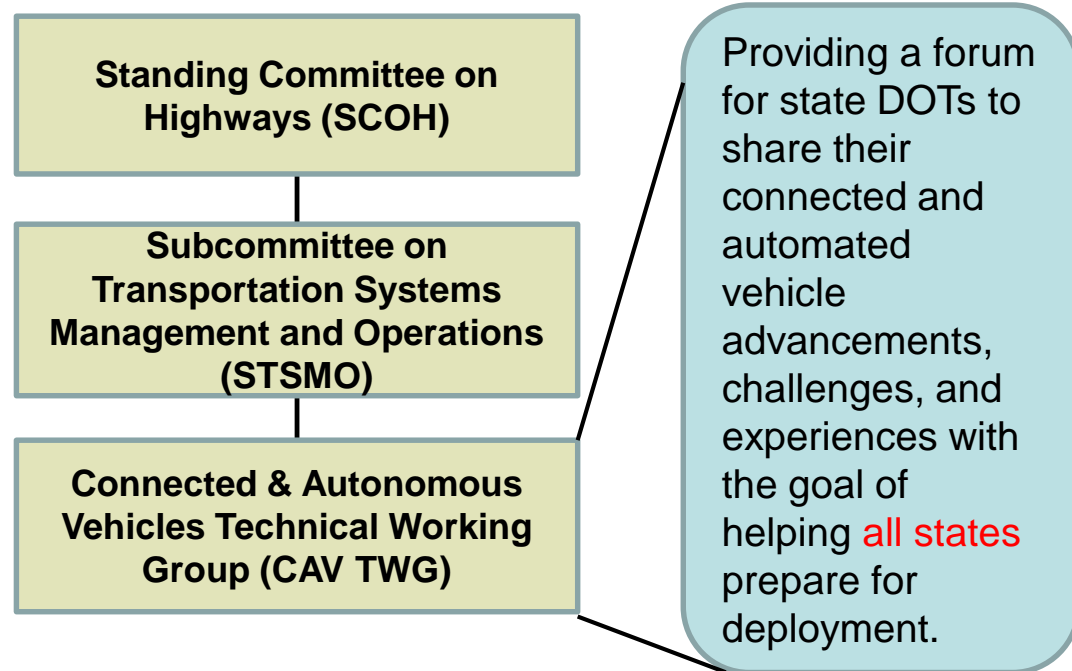 Standing Committee on
Highways (SCOH)
Subcommittee on
Transportation Systems
Management and Operations
(STSMO)
Connected & Autonomous
Vehicles Technical Working
Group (CAV TWG)
Providing a forum
for state DOTs to
share their
connected and
automated
vehicle
advancements,
challenges, and
experiences with
the goal of
helping all states
prepare for
deployment.